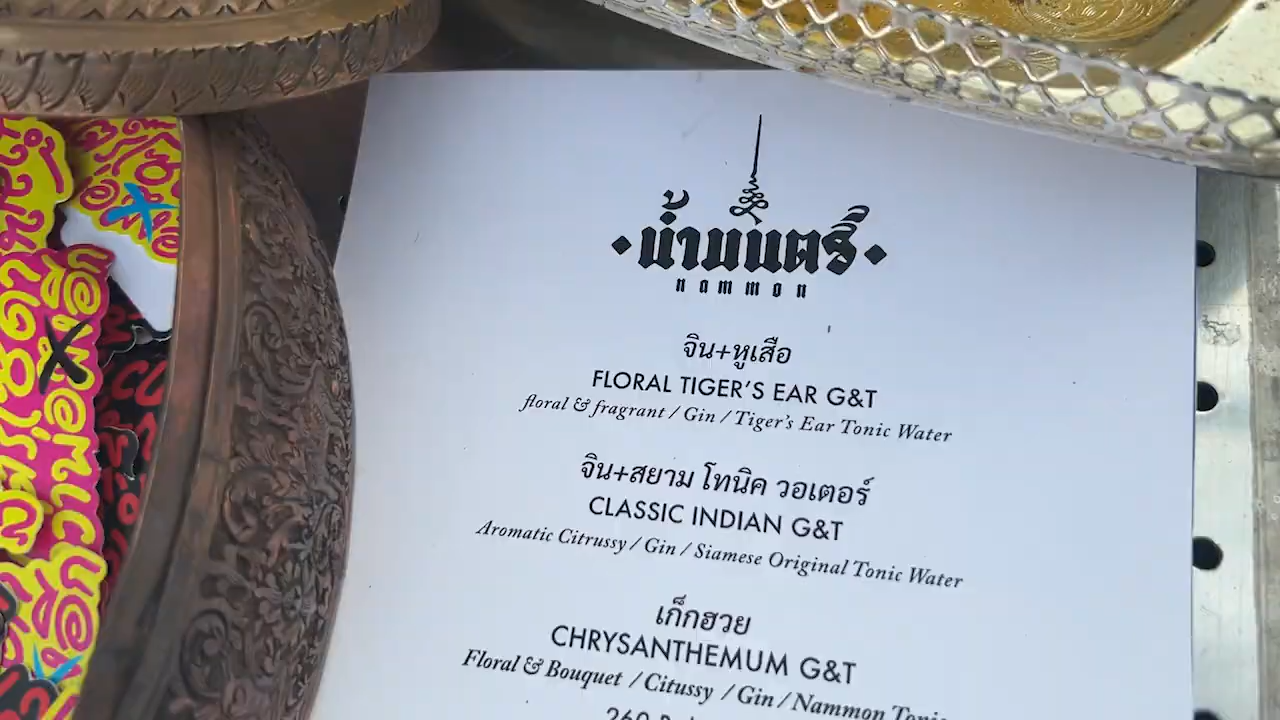 น้ำมนตร์
nammon
จิน+หูเสือ
FLORAL TIGER'S EAR G&T
floral & fragrant / Gin / Tiger's Ear Tonic Water
จิน+สยาม โทนิค วอเตอร์
CLASSIC INDIAN G&T
Aromatic Citrussy / Gin / Siamese Original Tonic Water
เก็กฮวย
CHRYSANTHEMUM G&T
Floral & Bouquet / Citussy / Gin / Nammon Tonic
260